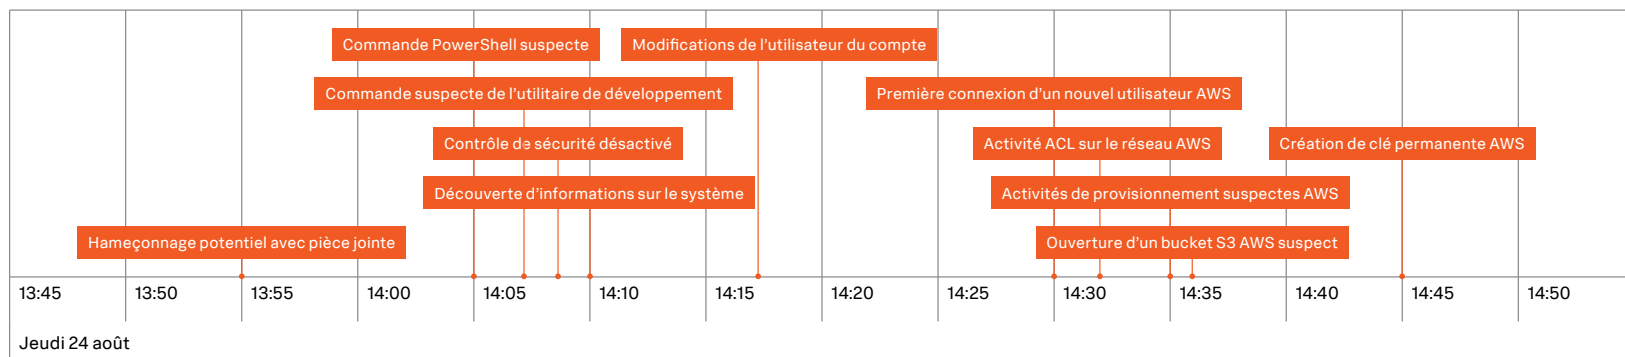 Commande PowerShell suspecte
Modifications de l’utilisateur du compte
Commande suspecte de l’utilitaire de développement
Première connexion d’un nouvel utilisateur AWS
Contrôle de sécurité désactivé
Activité ACL sur le réseau AWS
Création de clé permanente AWS
Découverte d’informations sur le système
Activités de provisionnement suspectes AWS
Hameçonnage potentiel avec pièce jointe
Ouverture d’un bucket S3 AWS suspect
13:45
13:50
13:55
14:00
14:05
14:10
14:15
14:20
14:25
14:30
14:35
14:40
14:45
14:50
Jeudi 24 août